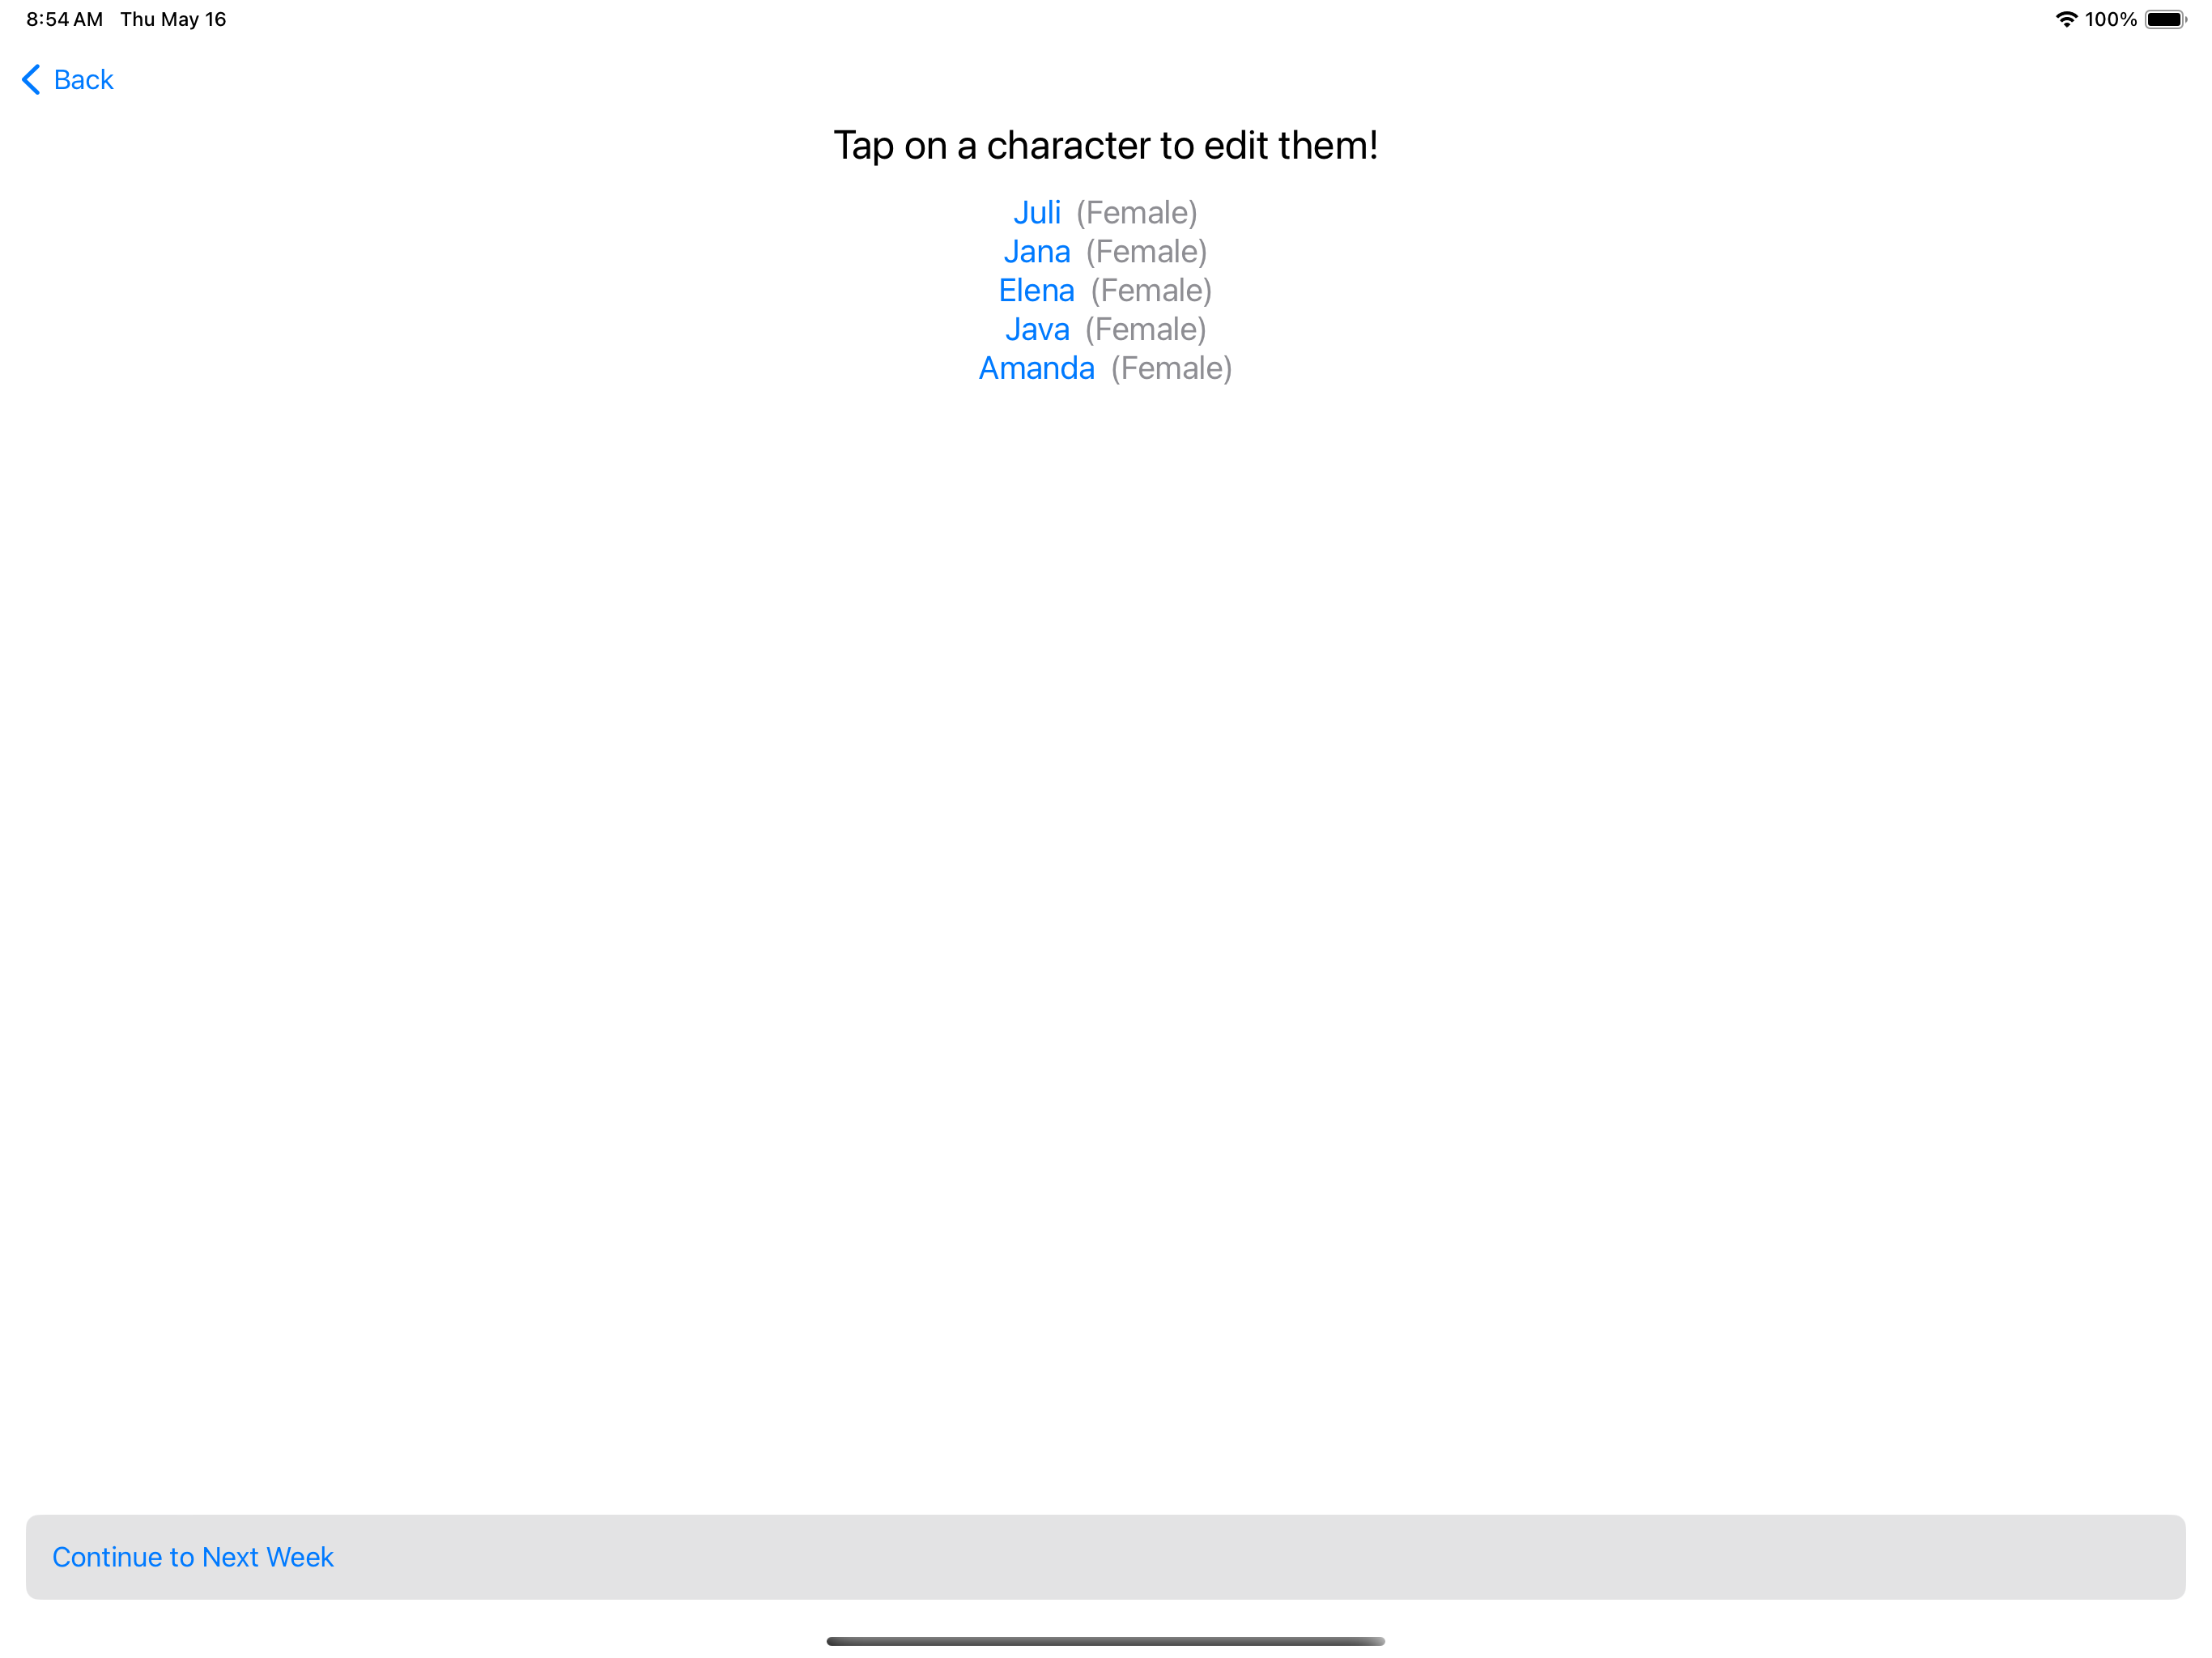 8:54 AM Thu May 16 100%
Back
Tap on a character to edit them!
Juli (Female)
Jana (Female)
Elena (Female)
Java (Female)
Amanda (Female)
Continue to Next Week